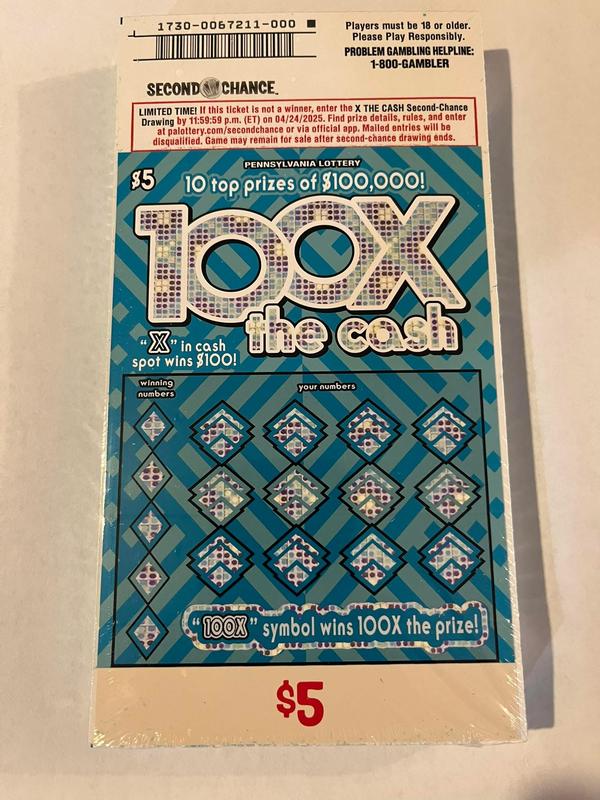 1730-0067211-000
Players must be 18 or older.
Please Play Responsibly.
PROBLEM GAMBLING HELPLINE:
1-800-GAMBLER
SECOND CHANCE
LIMITED TIME! If this ticket is not a winner, enter the X THE CASH Second-Chance
Drawing by 11:59:59 p.m. (ET) on 04/24/2025. Find prize details, rules, and enter
at palottery.com/secondchance or via official app. Mailed entries will be
disqualified. Game may remain for sale after second-chance drawing ends.
PENNSYLVANIA LOTTERY
$5
10 top prizes of $100,000!
100X
the cash
"X" in cash
spot wins $100!
winning
numbers
your numbers
"100X" symbol wins 100X the prize!
$5